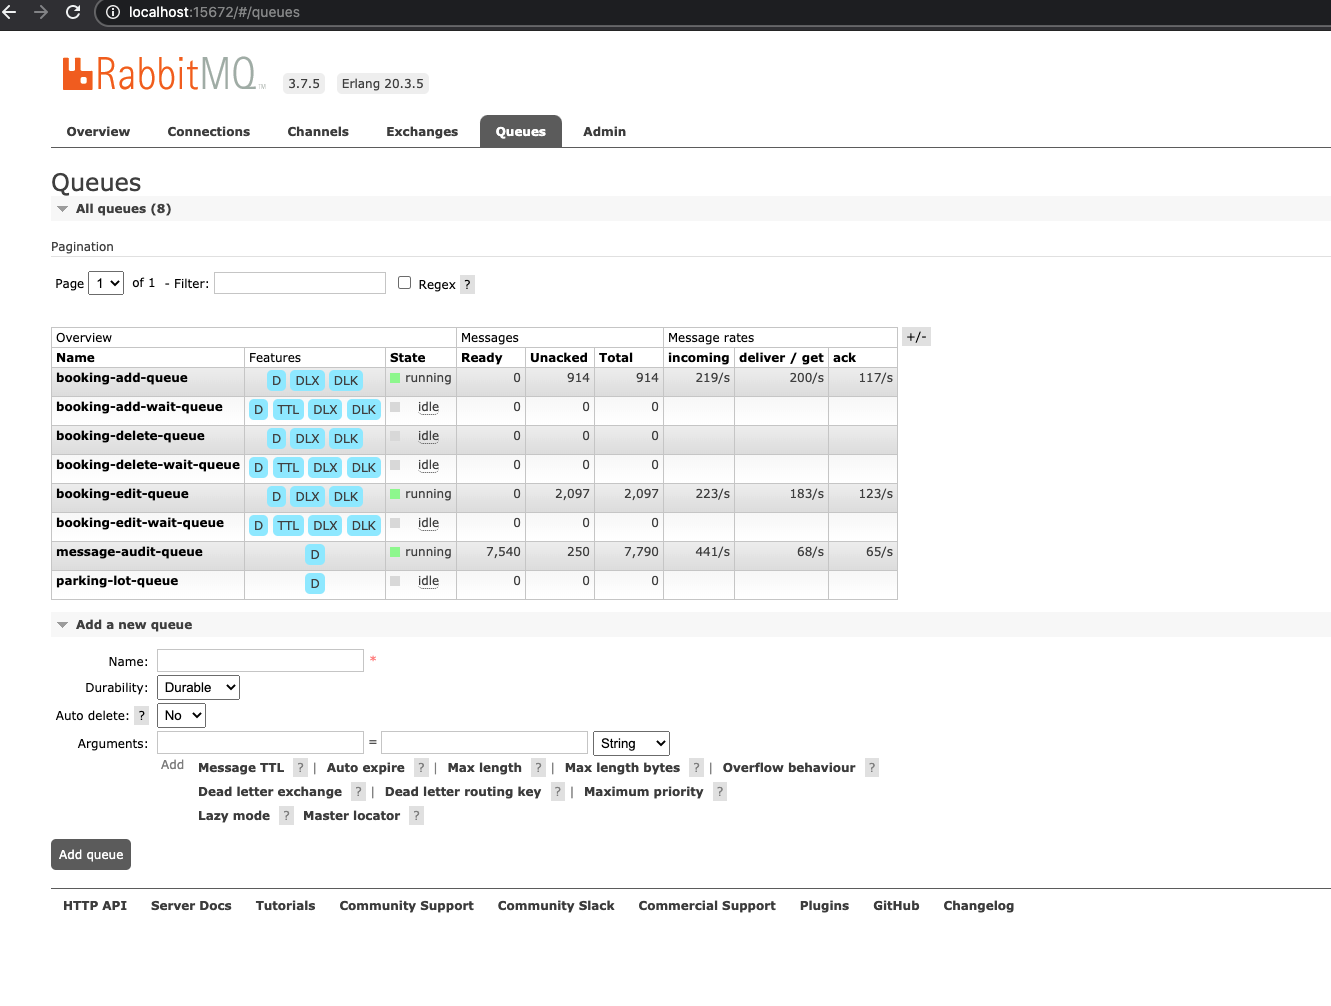 localhost:15672/#/queues
RabbitMQ TM 3.7.5 Erlang 20.3.5
Overview Connections Channels Exchanges Queues Admin
Queues
All queues (8)
Pagination
Page 1 of 1 - Filter: Regex ?
Overview Messages Message rates +/-
Name Features State Ready Unacked Total incoming deliver / get ack
booking-add-queue D DLX DLK running 0 914 914 219/s 200/s 117/s
booking-add-wait-queue D TTL DLX DLK idle 0 0 0
booking-delete-queue D DLX DLK idle 0 0 0
booking-delete-wait-queue D TTL DLX DLK idle 0 0 0
booking-edit-queue D DLX DLK running 0 2,097 2,097 223/s 183/s 123/s
booking-edit-wait-queue D TTL DLX DLK idle 0 0 0
message-audit-queue D running 7,540 250 7,790 441/s 68/s 65/s
parking-lot-queue D idle 0 0 0
Add a new queue
Name: *
Durability: Durable
Auto delete: ? No
Arguments: = String
Add Message TTL ? | Auto expire ? | Max length ? | Max length bytes ? | Overflow behaviour ?
Dead letter exchange ? | Dead letter routing key ? | Maximum priority ?
Lazy mode ? Master locator ?
Add queue
HTTP API Server Docs Tutorials Community Support Community Slack Commercial Support Plugins GitHub Changelog